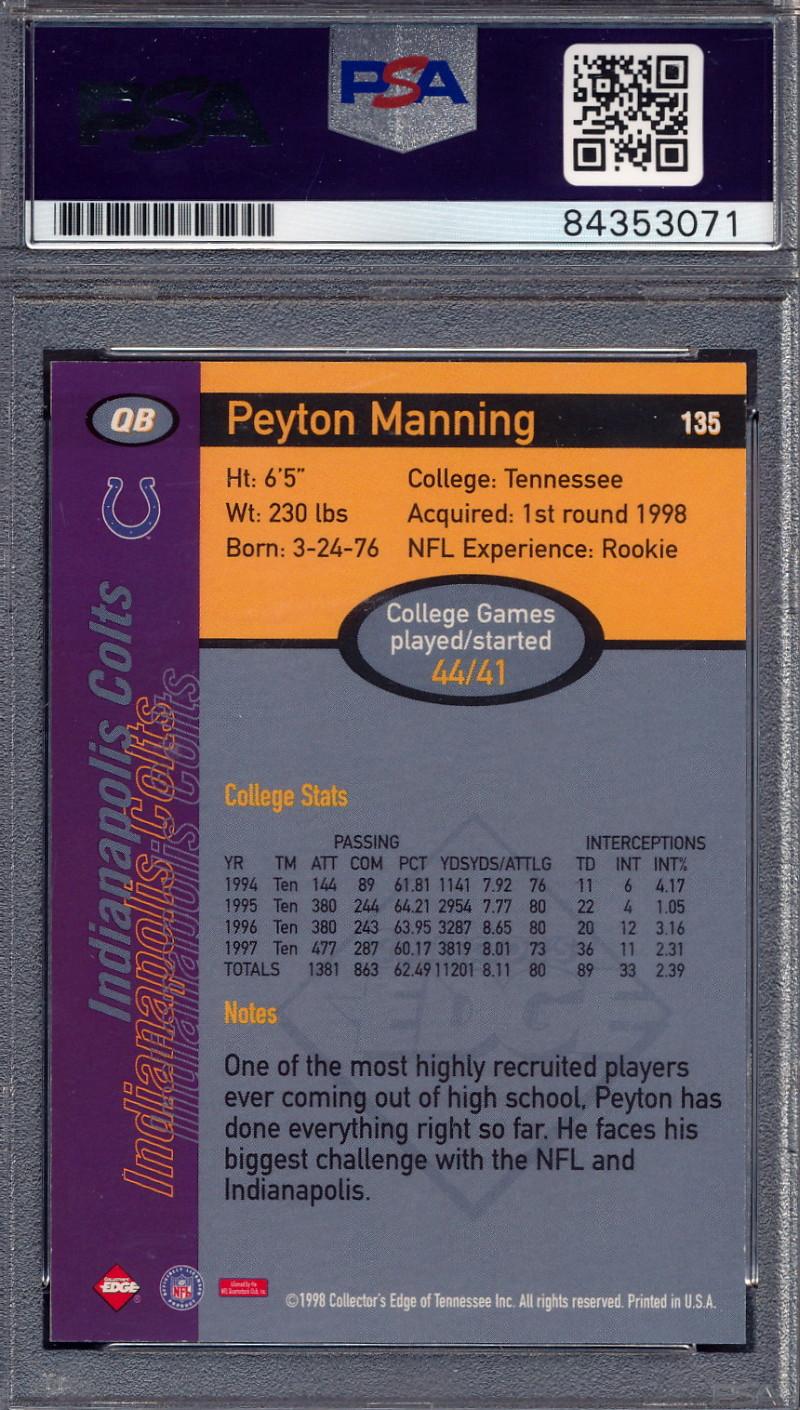 PSA
PSA
84353071
QB
Peyton Manning
135
Ht: 6'5"
College: Tennessee
Wt: 230 lbs
Acquired: 1st round 1998
Born: 3-24-76
NFL Experience: Rookie
College Games
played/started
44/41
Indianapolis Colts
Indianapolis Colts
Indianapolis Colts
College Stats
PASSING INTERCEPTIONS
YR TM ATT COM PCT YDSYDS/ATTLG TD INT INT%
1994 Ten 144 89 61.81 1141 7.92 76 11 6 4.17
1995 Ten 380 244 64.21 2954 7.77 80 22 4 1.05
1996 Ten 380 243 63.95 3287 8.65 80 20 12 3.16
1997 Ten 477 287 60.17 3819 8.01 73 36 11 2.31
TOTALS 1381 863 62.49 11201 8.11 80 89 33 2.39
EDGE
Notes
One of the most highly recruited players
ever coming out of high school, Peyton has
done everything right so far. He faces his
biggest challenge with the NFL and
Indianapolis.
EDGE
NFL
©1998 Collector's Edge of Tennessee Inc. All rights reserved. Printed in U.S.A.
PSA